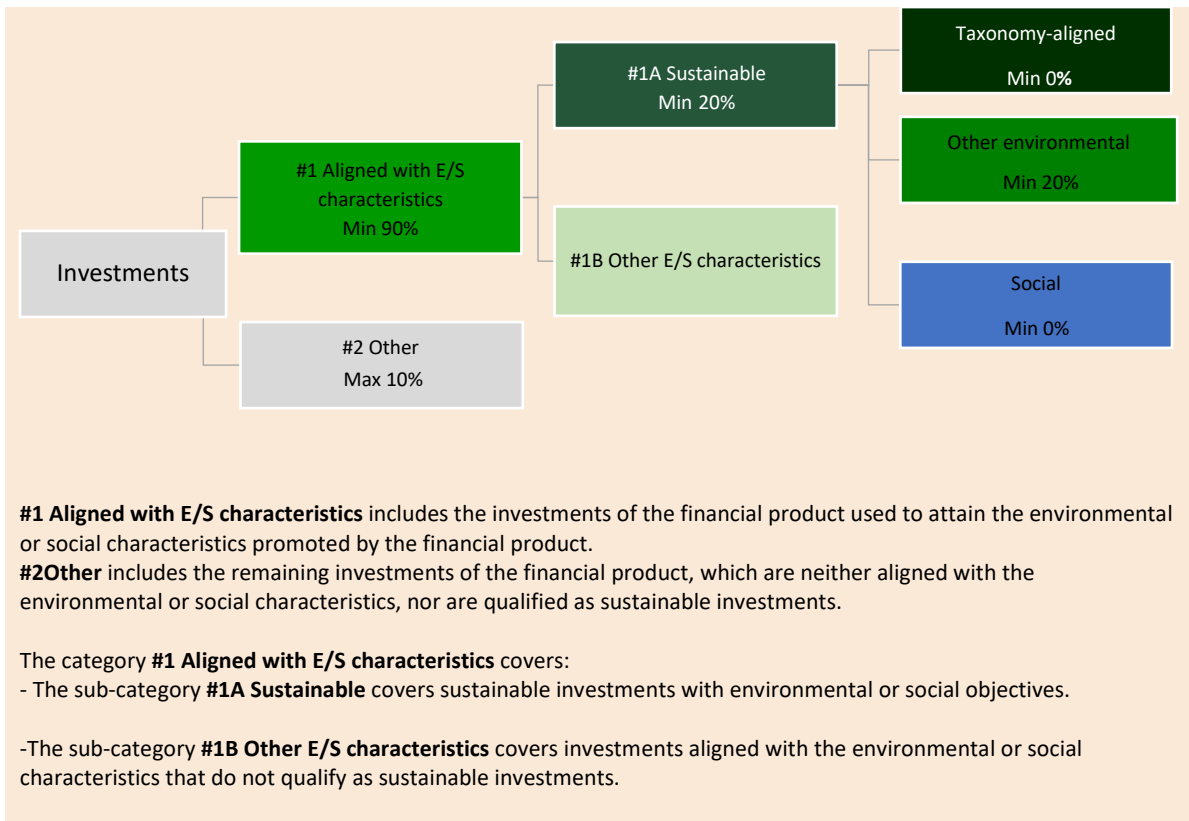 Taxonomy-aligned
Min 0%
#1A Sustainable
Min 20%
Other environmental
Min 20%
#1 Aligned with E/S
characteristics
Min 90%
#1B Other E/S characteristics
Investments
Social
Min 0%
#2 Other
Max 10%
#1 Aligned with E/S characteristics includes the investments of the financial product used to attain the environmental
or social characteristics promoted by the financial product.
#2Other includes the remaining investments of the financial product, which are neither aligned with the
environmental or social characteristics, nor are qualified as sustainable investments.
The category #1 Aligned with E/S characteristics covers:
- The sub-category #1A Sustainable covers sustainable investments with environmental or social objectives.
-The sub-category #1B Other E/S characteristics covers investments aligned with the environmental or social
characteristics that do not qualify as sustainable investments.